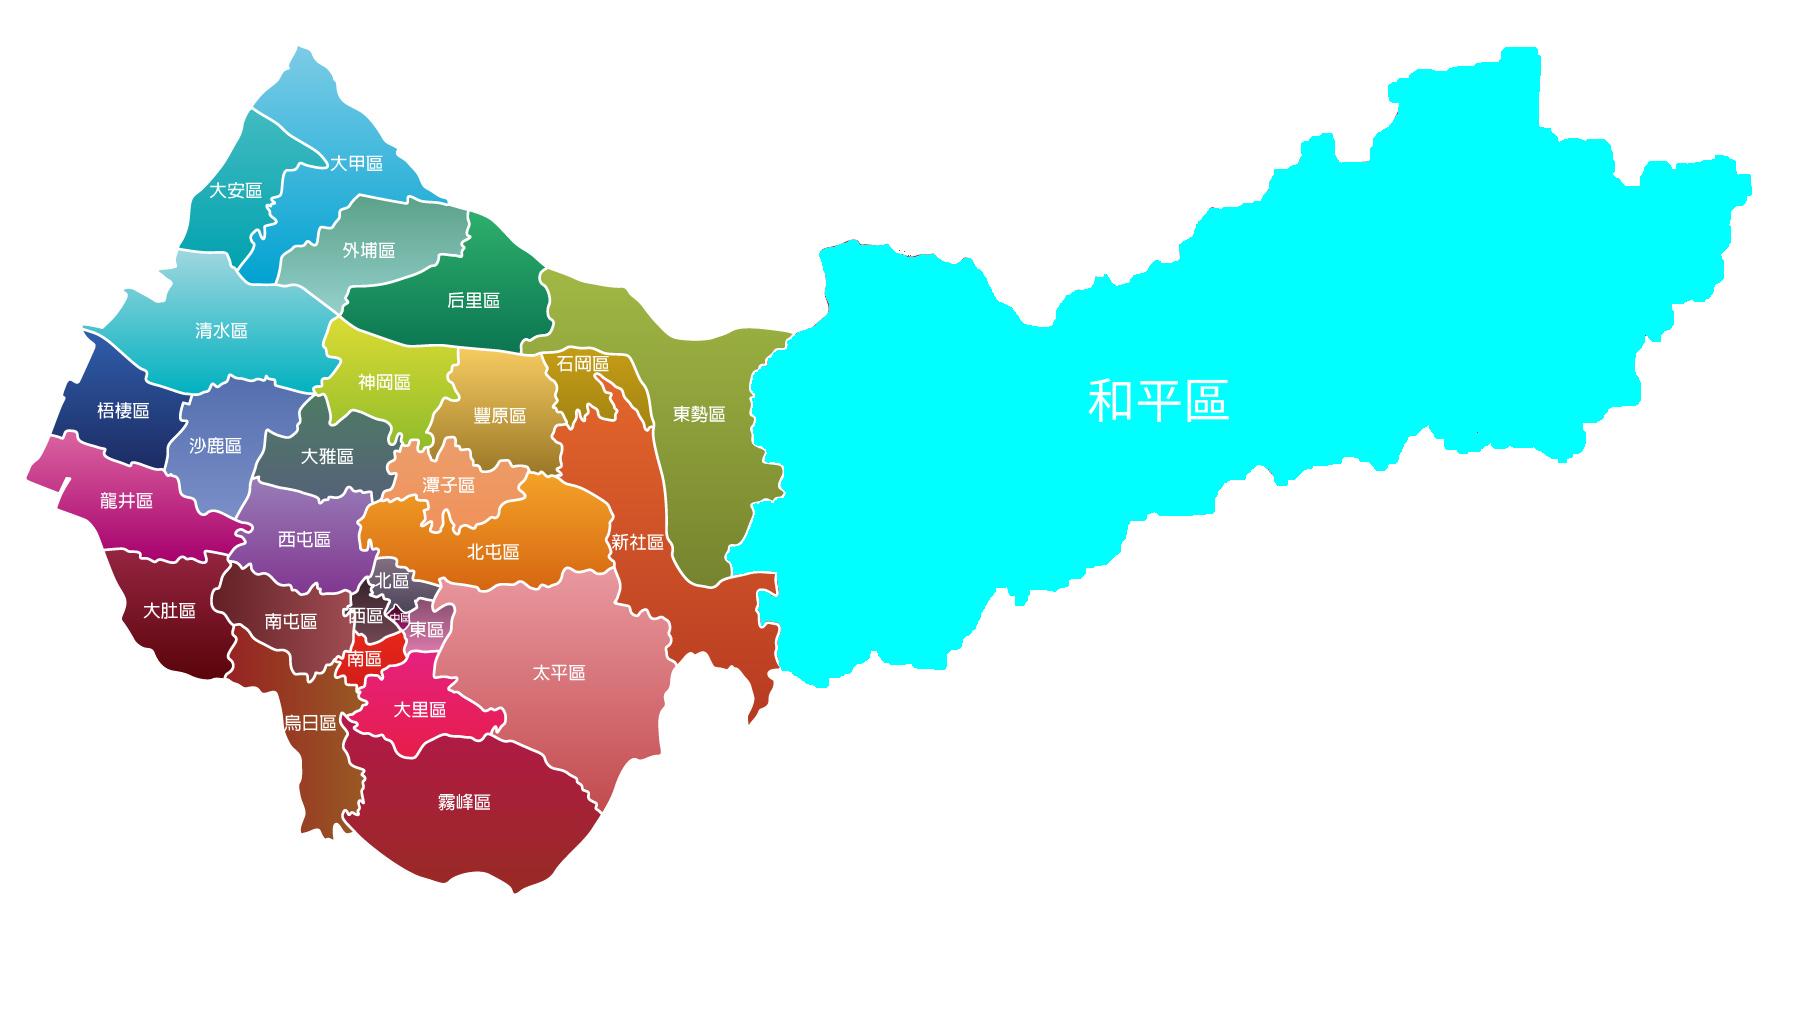 大甲區
大安區
外埔區
后里區
清水區
石岡區
神岡區
和平區
梧棲區
豐原區
東勢區
沙鹿區
大雅區
潭子區
龍井區
西屯區
新社區
北屯區
北區
大肚區
西區
中區
南屯區
東區
南區
太平區
大里區
烏日區
霧峰區